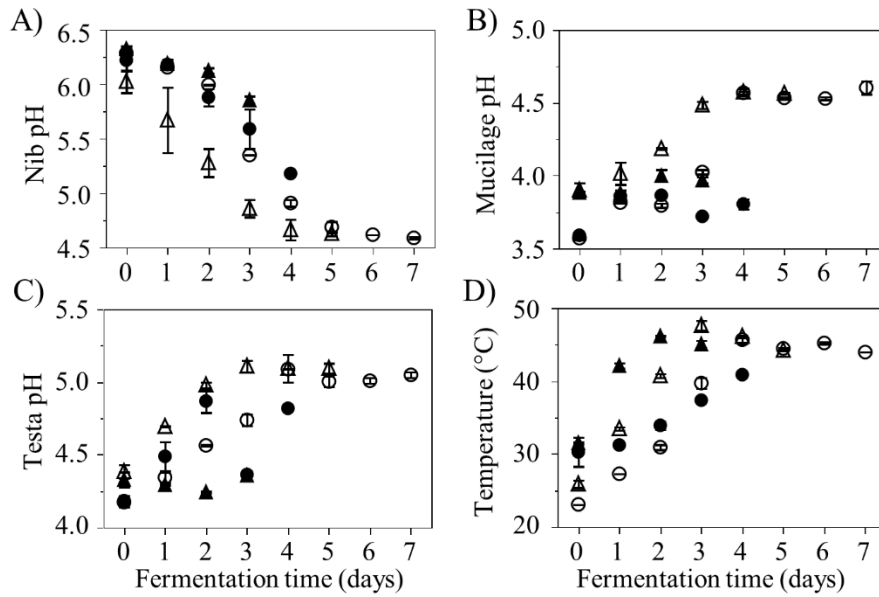 A)
6.5
6.0
5.5
5.0
4.5
Nib pH
0 1 2 3 4 5 6 7
B)
5.0
4.5
4.0
3.5
Mucilage pH
0 1 2 3 4 5 6 7
C)
5.5
5.0
4.5
4.0
Testa pH
0 1 2 3 4 5 6 7
Fermentation time (days)
D)
50
40
30
20
Temperature (°C)
0 1 2 3 4 5 6 7
Fermentation time (days)